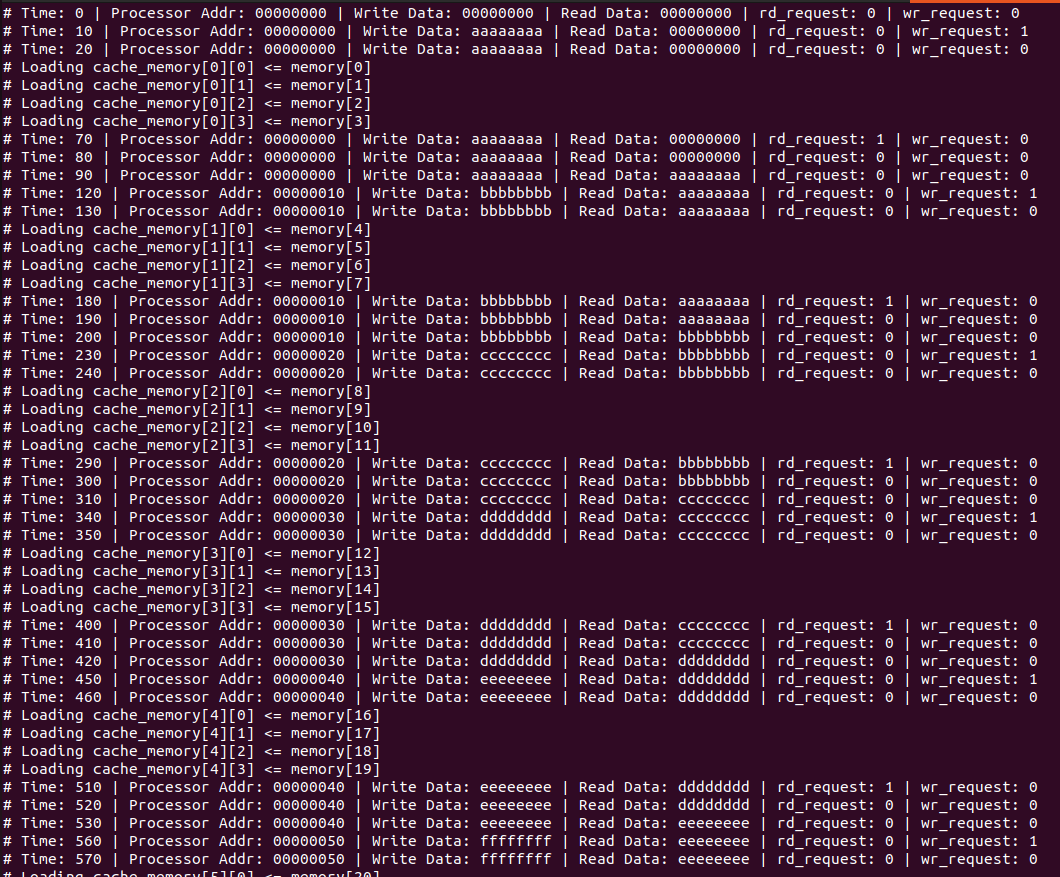 # Time: 0 | Processor Addr: 00000000 | Write Data: 00000000 | Read Data: 00000000 | rd_request: 0 | wr_request: 0
# Time: 10 | Processor Addr: 00000000 | Write Data: aaaaaaaa | Read Data: 00000000 | rd_request: 0 | wr_request: 1
# Time: 20 | Processor Addr: 00000000 | Write Data: aaaaaaaa | Read Data: 00000000 | rd_request: 0 | wr_request: 0
# Loading cache_memory[0][0] <= memory[0]
# Loading cache_memory[0][1] <= memory[1]
# Loading cache_memory[0][2] <= memory[2]
# Loading cache_memory[0][3] <= memory[3]
# Time: 70 | Processor Addr: 00000000 | Write Data: aaaaaaaa | Read Data: 00000000 | rd_request: 1 | wr_request: 0
# Time: 80 | Processor Addr: 00000000 | Write Data: aaaaaaaa | Read Data: 00000000 | rd_request: 0 | wr_request: 0
# Time: 90 | Processor Addr: 00000000 | Write Data: aaaaaaaa | Read Data: aaaaaaaa | rd_request: 0 | wr_request: 0
# Time: 120 | Processor Addr: 00000010 | Write Data: bbbbbbbb | Read Data: aaaaaaaa | rd_request: 0 | wr_request: 1
# Time: 130 | Processor Addr: 00000010 | Write Data: bbbbbbbb | Read Data: aaaaaaaa | rd_request: 0 | wr_request: 0
# Loading cache_memory[1][0] <= memory[4]
# Loading cache_memory[1][1] <= memory[5]
# Loading cache_memory[1][2] <= memory[6]
# Loading cache_memory[1][3] <= memory[7]
# Time: 180 | Processor Addr: 00000010 | Write Data: bbbbbbbb | Read Data: aaaaaaaa | rd_request: 1 | wr_request: 0
# Time: 190 | Processor Addr: 00000010 | Write Data: bbbbbbbb | Read Data: aaaaaaaa | rd_request: 0 | wr_request: 0
# Time: 200 | Processor Addr: 00000010 | Write Data: bbbbbbbb | Read Data: bbbbbbbb | rd_request: 0 | wr_request: 0
# Time: 230 | Processor Addr: 00000020 | Write Data: cccccccc | Read Data: bbbbbbbb | rd_request: 0 | wr_request: 1
# Time: 240 | Processor Addr: 00000020 | Write Data: cccccccc | Read Data: bbbbbbbb | rd_request: 0 | wr_request: 0
# Loading cache_memory[2][0] <= memory[8]
# Loading cache_memory[2][1] <= memory[9]
# Loading cache_memory[2][2] <= memory[10]
# Loading cache_memory[2][3] <= memory[11]
# Time: 290 | Processor Addr: 00000020 | Write Data: cccccccc | Read Data: bbbbbbbb | rd_request: 1 | wr_request: 0
# Time: 300 | Processor Addr: 00000020 | Write Data: cccccccc | Read Data: bbbbbbbb | rd_request: 0 | wr_request: 0
# Time: 310 | Processor Addr: 00000020 | Write Data: cccccccc | Read Data: cccccccc | rd_request: 0 | wr_request: 0
# Time: 340 | Processor Addr: 00000030 | Write Data: dddddddd | Read Data: cccccccc | rd_request: 0 | wr_request: 1
# Time: 350 | Processor Addr: 00000030 | Write Data: dddddddd | Read Data: cccccccc | rd_request: 0 | wr_request: 0
# Loading cache_memory[3][0] <= memory[12]
# Loading cache_memory[3][1] <= memory[13]
# Loading cache_memory[3][2] <= memory[14]
# Loading cache_memory[3][3] <= memory[15]
# Time: 400 | Processor Addr: 00000030 | Write Data: dddddddd | Read Data: cccccccc | rd_request: 1 | wr_request: 0
# Time: 410 | Processor Addr: 00000030 | Write Data: dddddddd | Read Data: cccccccc | rd_request: 0 | wr_request: 0
# Time: 420 | Processor Addr: 00000030 | Write Data: dddddddd | Read Data: dddddddd | rd_request: 0 | wr_request: 0
# Time: 450 | Processor Addr: 00000040 | Write Data: eeeeeeee | Read Data: dddddddd | rd_request: 0 | wr_request: 1
# Time: 460 | Processor Addr: 00000040 | Write Data: eeeeeeee | Read Data: dddddddd | rd_request: 0 | wr_request: 0
# Loading cache_memory[4][0] <= memory[16]
# Loading cache_memory[4][1] <= memory[17]
# Loading cache_memory[4][2] <= memory[18]
# Loading cache_memory[4][3] <= memory[19]
# Time: 510 | Processor Addr: 00000040 | Write Data: eeeeeeee | Read Data: dddddddd | rd_request: 1 | wr_request: 0
# Time: 520 | Processor Addr: 00000040 | Write Data: eeeeeeee | Read Data: dddddddd | rd_request: 0 | wr_request: 0
# Time: 530 | Processor Addr: 00000040 | Write Data: eeeeeeee | Read Data: eeeeeeee | rd_request: 0 | wr_request: 0
# Time: 560 | Processor Addr: 00000050 | Write Data: ffffffff | Read Data: eeeeeeee | rd_request: 0 | wr_request: 1
# Time: 570 | Processor Addr: 00000050 | Write Data: ffffffff | Read Data: eeeeeeee | rd_request: 0 | wr_request: 0
# Loading cache_memory[5][0] <= memory[20]